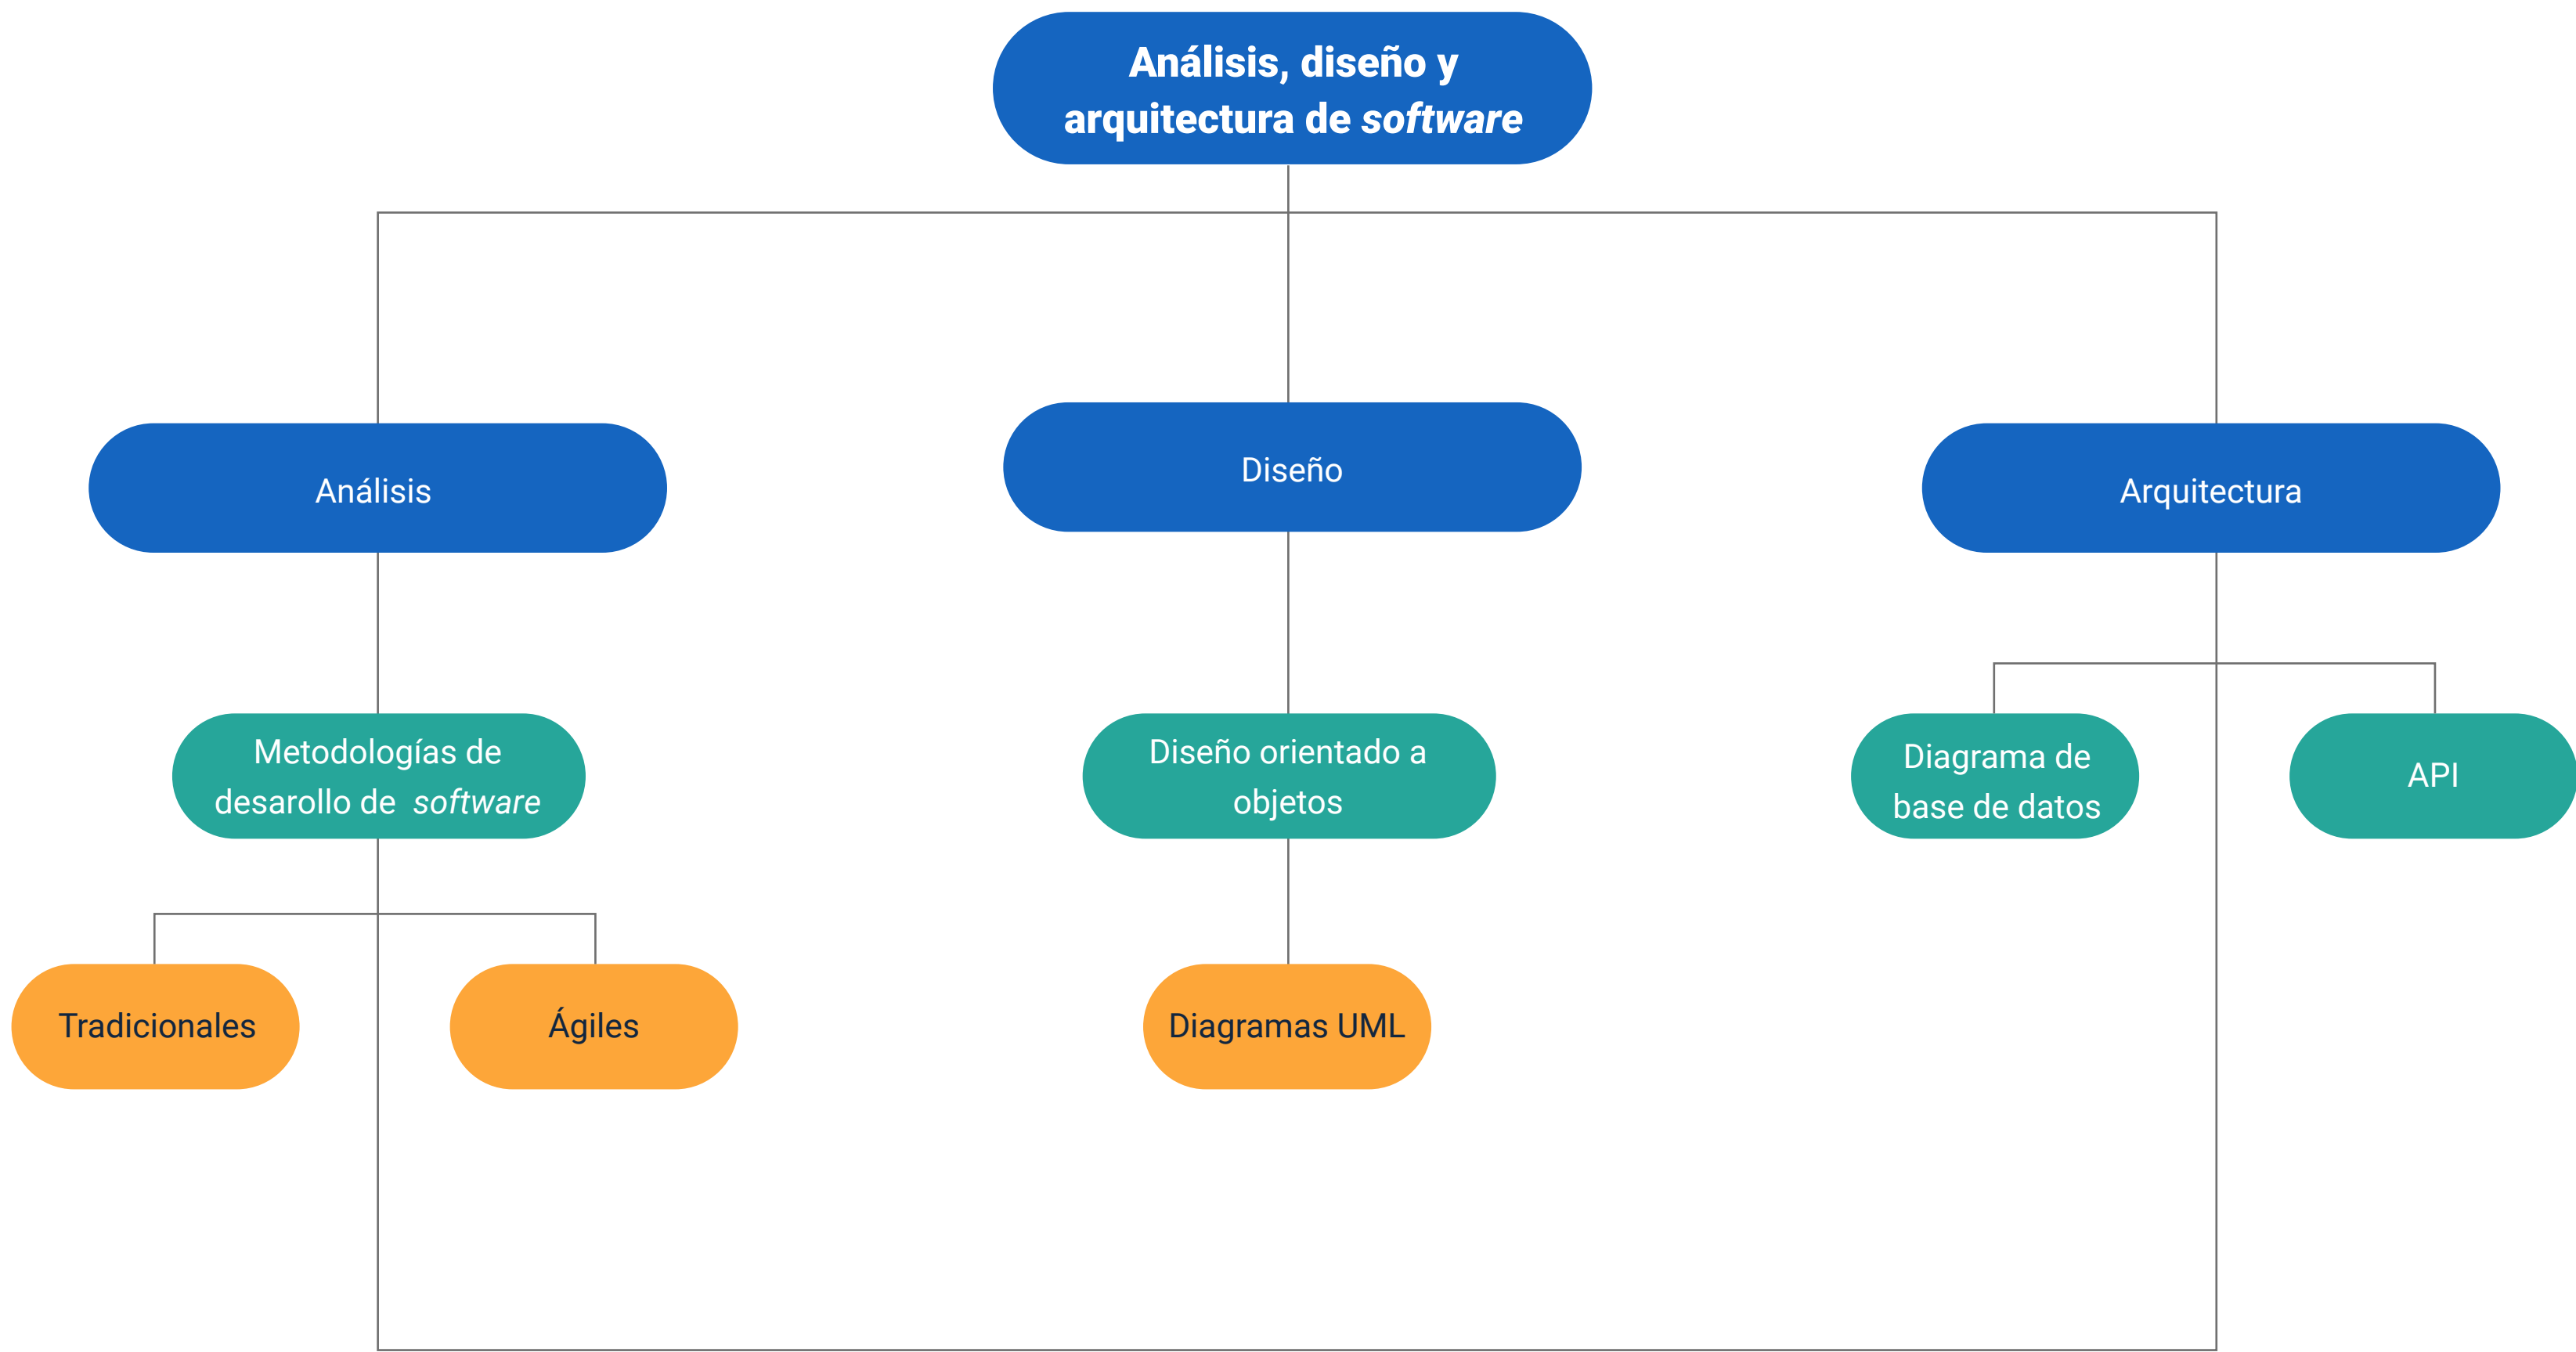 Análisis, diseño y
arquitectura de software
Análisis
Diseño
Arquitectura
Metodologías de
desarollo de software
Diseño orientado a
objetos
Diagrama de
base de datos
API
Tradicionales
Ágiles
Diagramas UML